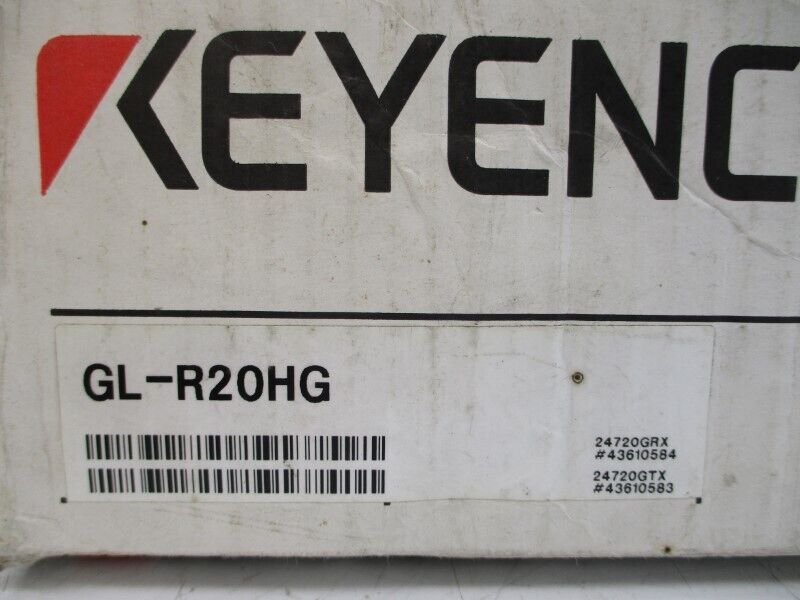 KEYENC
GL-R20HG
24720GRX
#43610584
24720GTX
#43610583